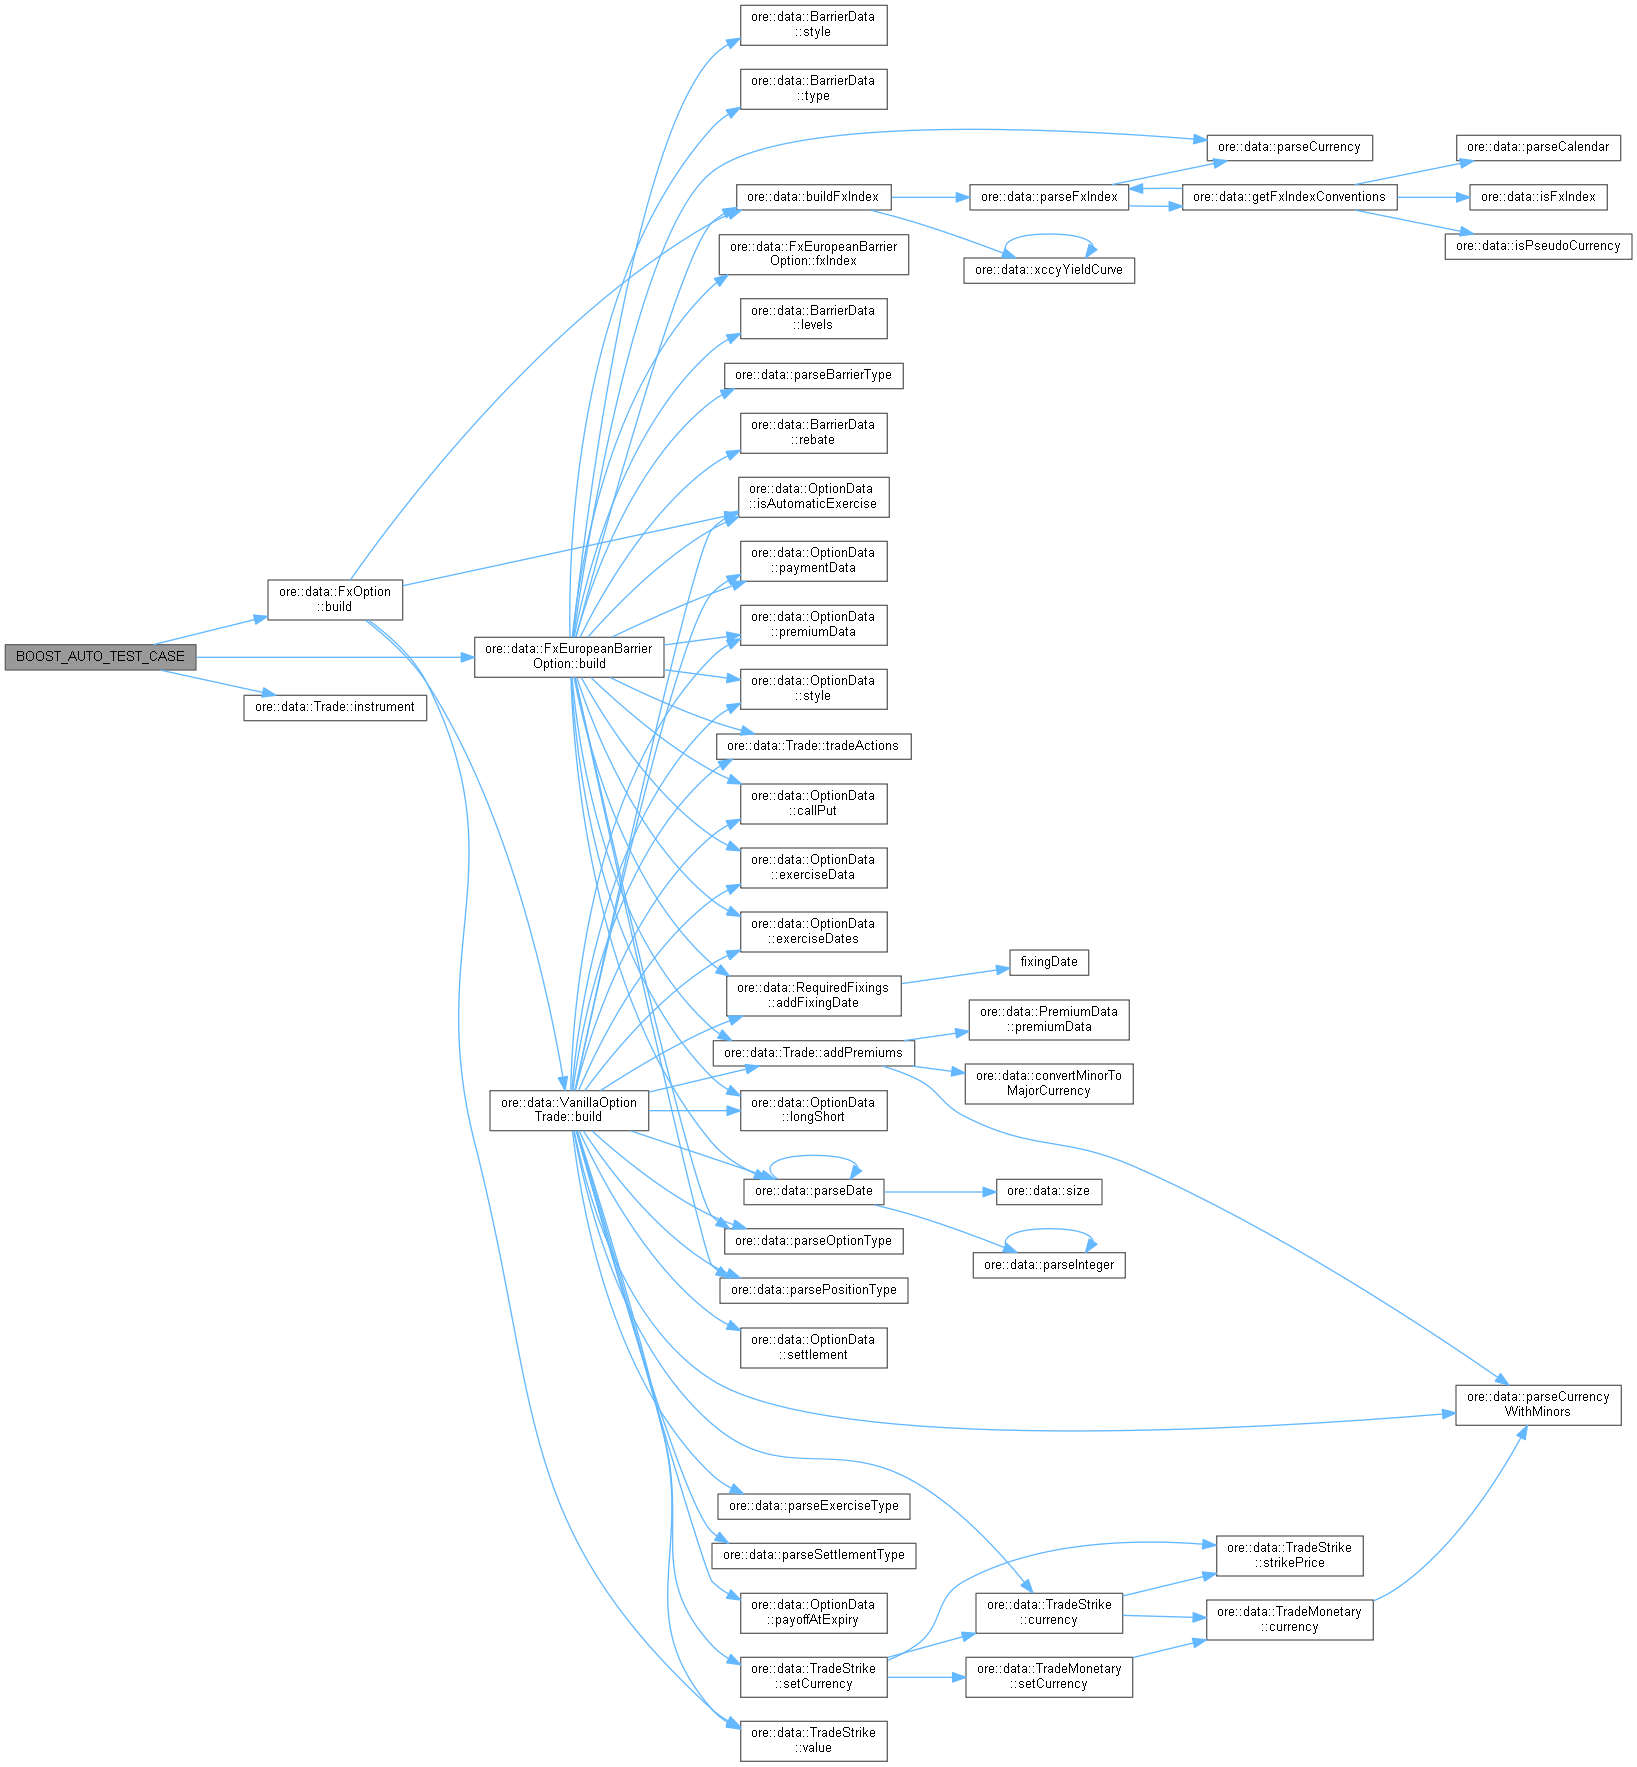 ore::data::BarrierData
::style
ore::data::BarrierData
::type
ore::data::parseCurrency
ore::data::parseCalendar
ore::data::buildFxIndex
ore::data::parseFxIndex
ore::data::getFxIndexConventions
ore::data::isFxIndex
ore::data::FxEuropeanBarrier
Option::fxIndex
ore::data::isPseudoCurrency
ore::data::xccyYieldCurve
ore::data::BarrierData
::levels
ore::data::parseBarrierType
ore::data::BarrierData
::rebate
ore::data::OptionData
::isAutomaticExercise
ore::data::OptionData
::paymentData
ore::data::FxOption
::build
ore::data::OptionData
::premiumData
BOOST_AUTO_TEST_CASE
ore::data::FxEuropeanBarrier
Option::build
ore::data::OptionData
::style
ore::data::Trade::instrument
ore::data::Trade::tradeActions
ore::data::OptionData
::callPut
ore::data::OptionData
::exerciseData
ore::data::OptionData
::exerciseDates
fixingDate
ore::data::RequiredFixings
::addFixingDate
ore::data::PremiumData
::premiumData
ore::data::Trade::addPremiums
ore::data::convertMinorTo
MajorCurrency
ore::data::VanillaOption
Trade::build
ore::data::OptionData
::longShort
ore::data::parseDate
ore::data::size
ore::data::parseOptionType
ore::data::parseInteger
ore::data::parsePositionType
ore::data::OptionData
::settlement
ore::data::parseCurrency
WithMinors
ore::data::parseExerciseType
ore::data::parseSettlementType
ore::data::TradeStrike
::strikePrice
ore::data::OptionData
::payoffAtExpiry
ore::data::TradeStrike
::currency
ore::data::TradeMonetary
::currency
ore::data::TradeStrike
::setCurrency
ore::data::TradeMonetary
::setCurrency
ore::data::TradeStrike
::value